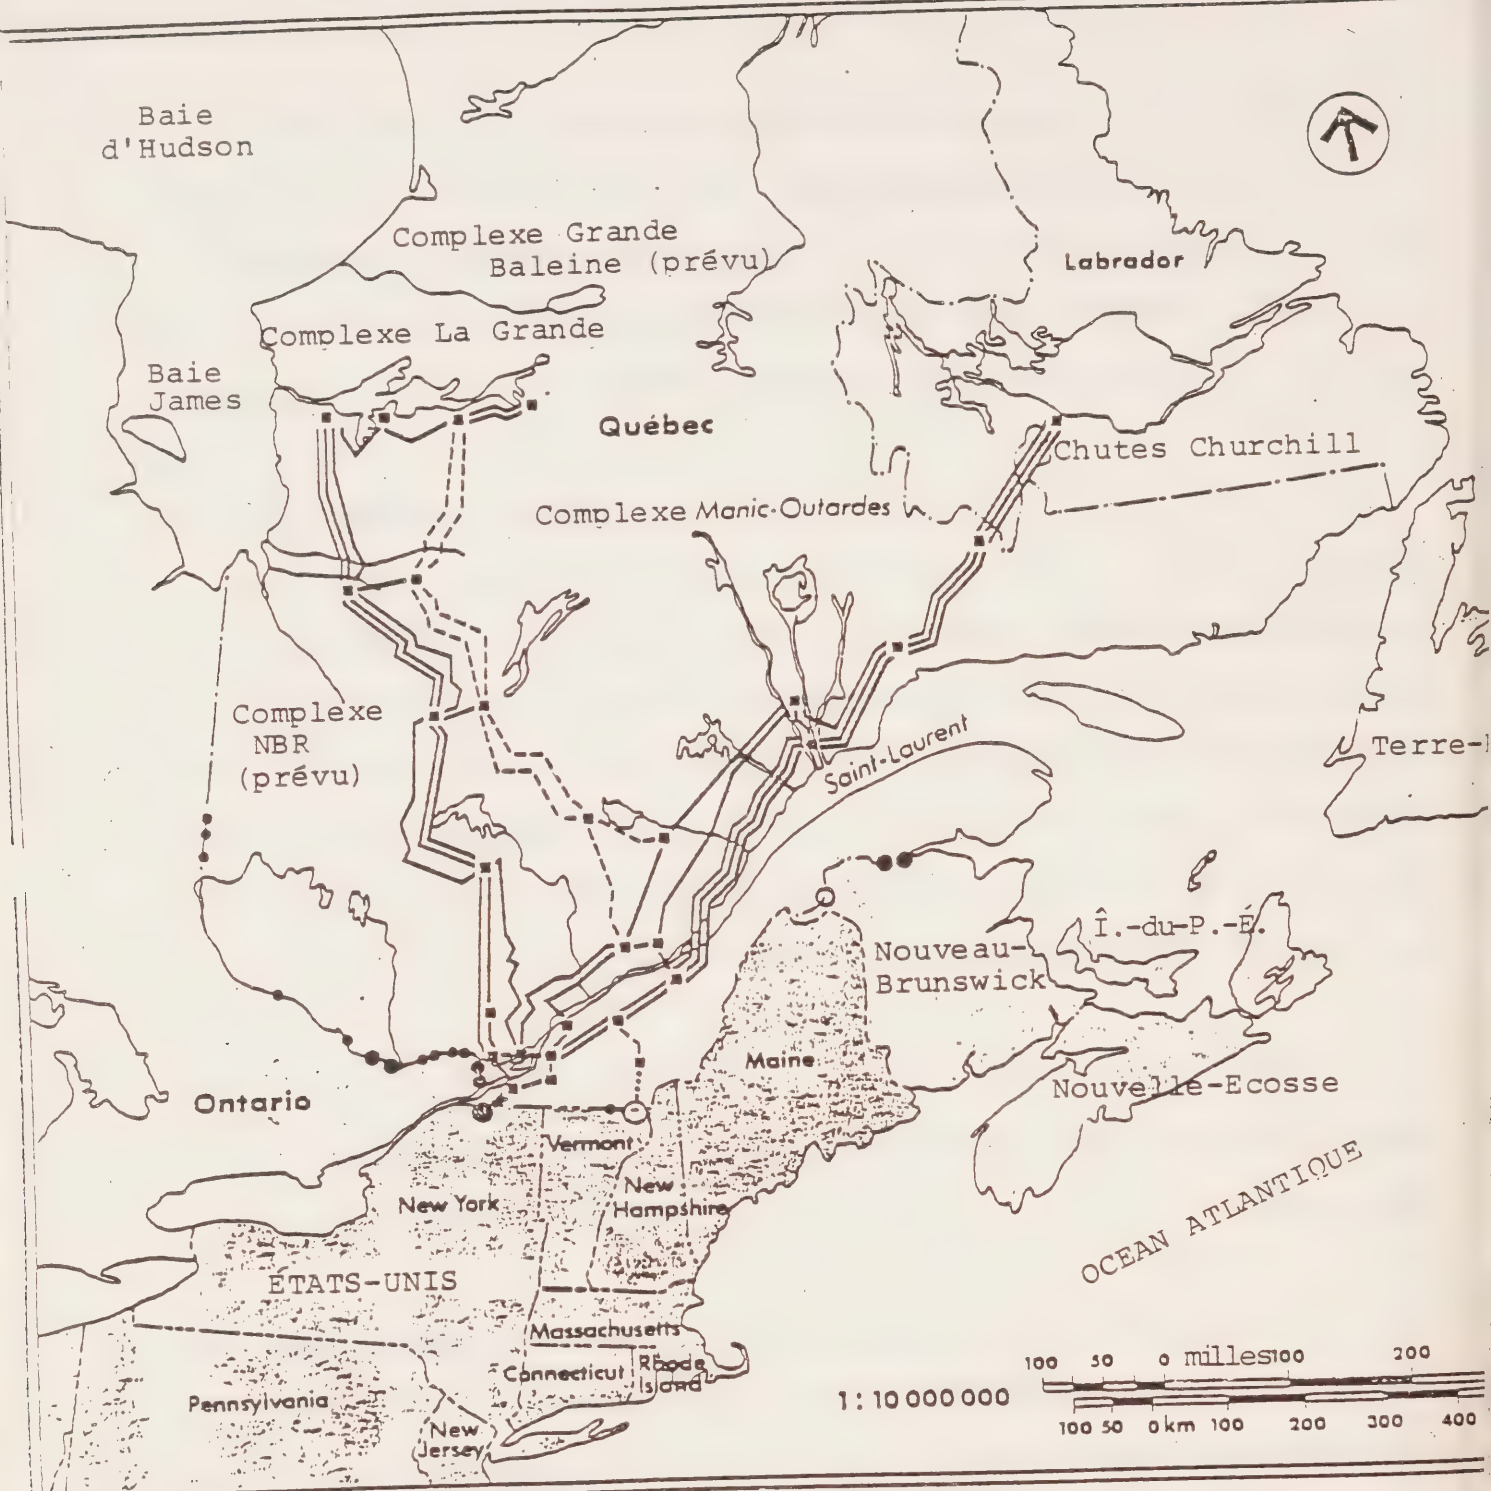 Baie
d'Hudson
Complexe Grande
Baleine (prévu)
Labrador
Complexe La Grande
Baie
James
Québec
Chutes Churchill
Complexe Manic-Outardes
Complexe
NBR
(prévu)
Saint-Laurent
Terre-
Î.-du-P.-É.
Nouveau-
Brunswick
Maine
Nouvelle-Ecosse
Ontario
Vermont
New York
New
Hampshire
OCEAN ATLANTIQUE
ÉTATS-UNIS
Massachusetts
Connecticut
Rhode
Island
Pennsylvania
New
Jersey
100 50 0 milles 100 200
1:10 000 000
100 50 0 km 100 200 300 400